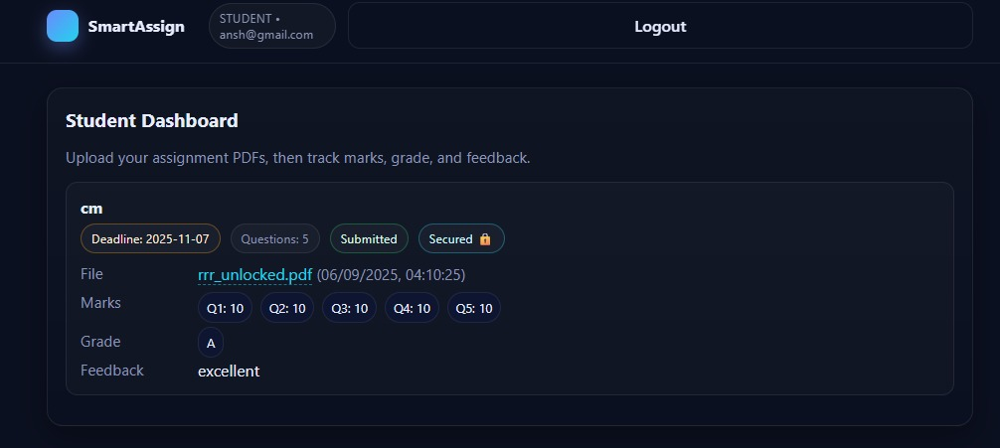 SmartAssign
STUDENT •
ansh@gmail.com
Logout
Student Dashboard
Upload your assignment PDFs, then track marks, grade, and feedback.
cm
Deadline: 2025-11-07 Questions: 5 Submitted Secured 🔒
File rrr_unlocked.pdf (06/09/2025, 04:10:25)
Marks Q1: 10 Q2: 10 Q3: 10 Q4: 10 Q5: 10
Grade A
Feedback excellent